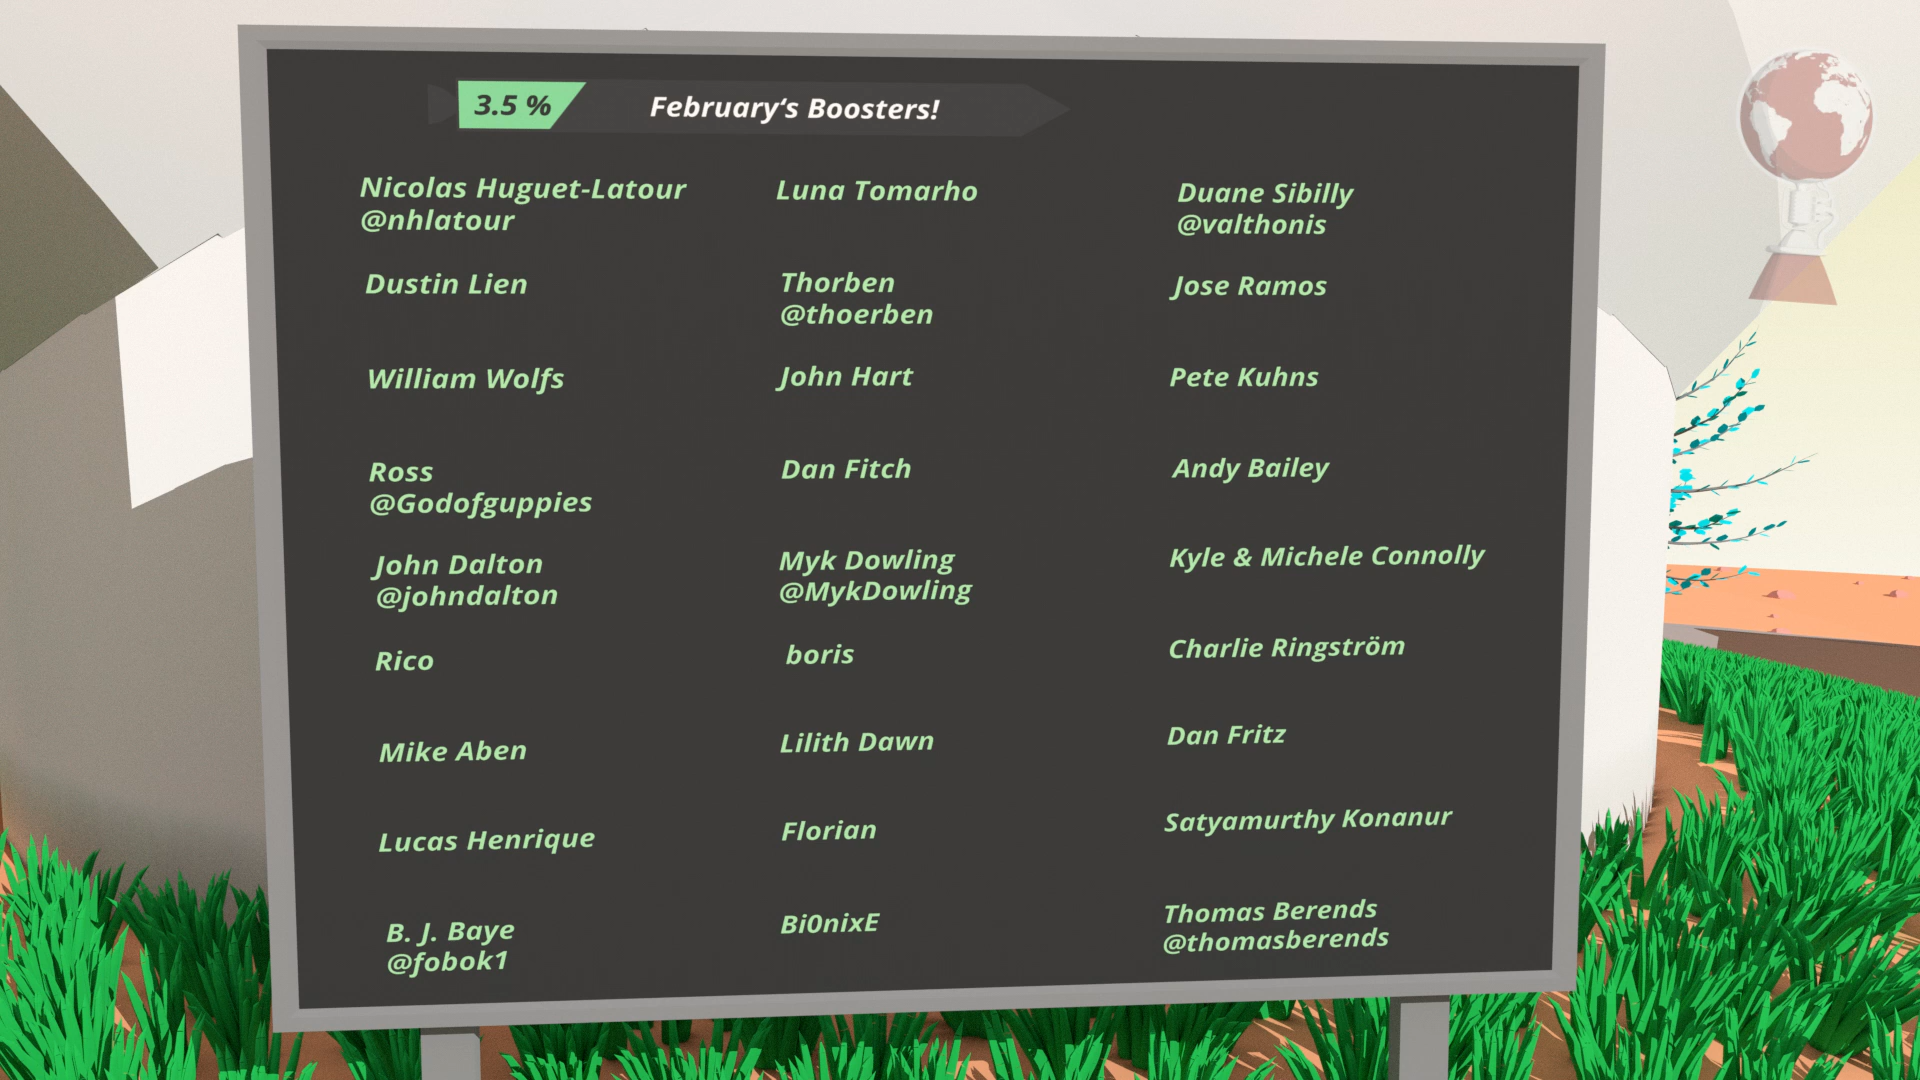 3.5 %
February's Boosters!
Nicolas Huguet-Latour
@nhlatour
Dustin Lien
William Wolfs
Ross
@Godofguppies
John Dalton
@johndalton
Rico
Mike Aben
Lucas Henrique
B. J. Baye
@fobok1
Luna Tomarho
Thorben
@thoerben
John Hart
Dan Fitch
Myk Dowling
@MykDowling
boris
Lilith Dawn
Florian
Bi0nixE
Duane Sibilly
@valthonis
Jose Ramos
Pete Kuhns
Andy Bailey
Kyle & Michele Connolly
Charlie Ringström
Dan Fritz
Satyamurthy Konanur
Thomas Berends
@thomasberends